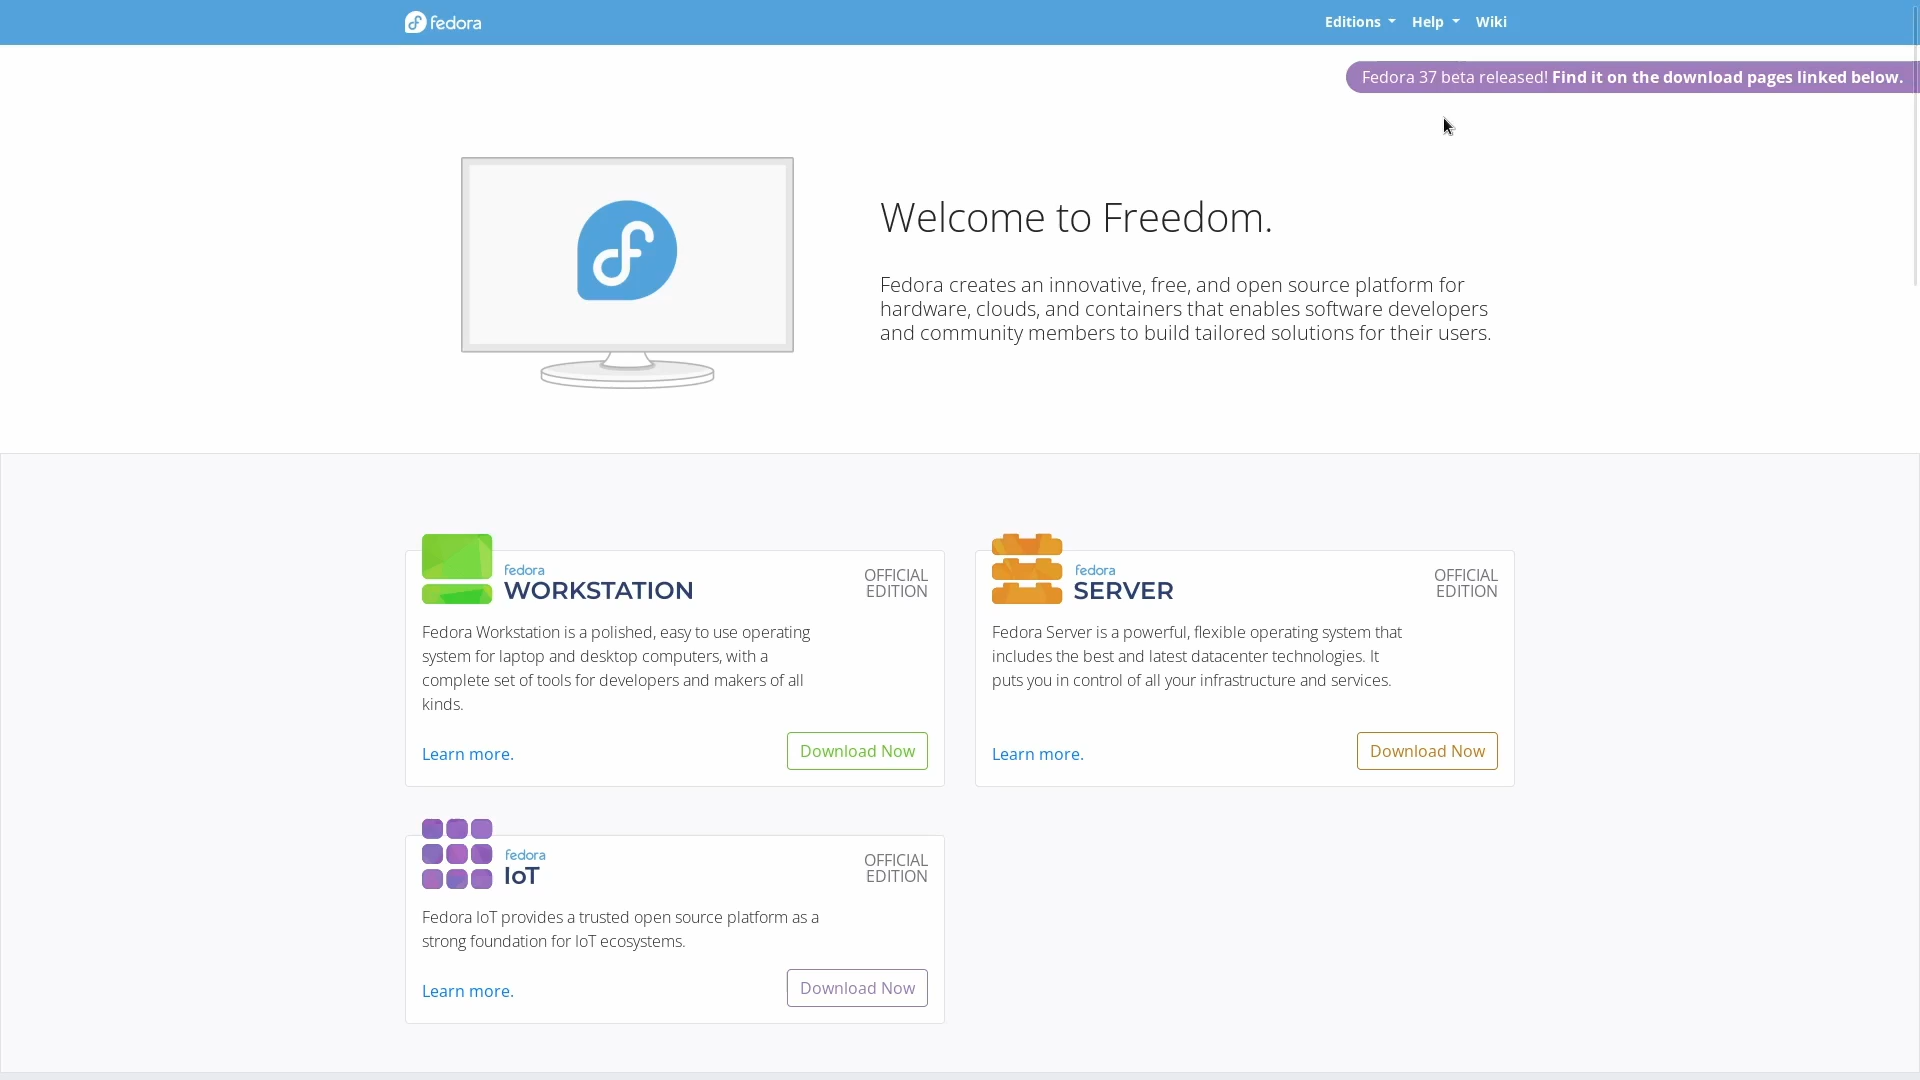 fedora
Editions
Help
Wiki
Fedora 37 beta released! Find it on the download pages linked below.
Welcome to Freedom.
Fedora creates an innovative, free, and open source platform for
hardware, clouds, and containers that enables software developers
and community members to build tailored solutions for their users.
fedora
WORKSTATION
OFFICIAL
EDITION
Fedora Workstation is a polished, easy to use operating
system for laptop and desktop computers, with a
complete set of tools for developers and makers of all
kinds.
Learn more.
Download Now
fedora
SERVER
OFFICIAL
EDITION
Fedora Server is a powerful, flexible operating system that
includes the best and latest datacenter technologies. It
puts you in control of all your infrastructure and services.
Learn more.
Download Now
fedora
IoT
OFFICIAL
EDITION
Fedora IoT provides a trusted open source platform as a
strong foundation for IoT ecosystems.
Learn more.
Download Now